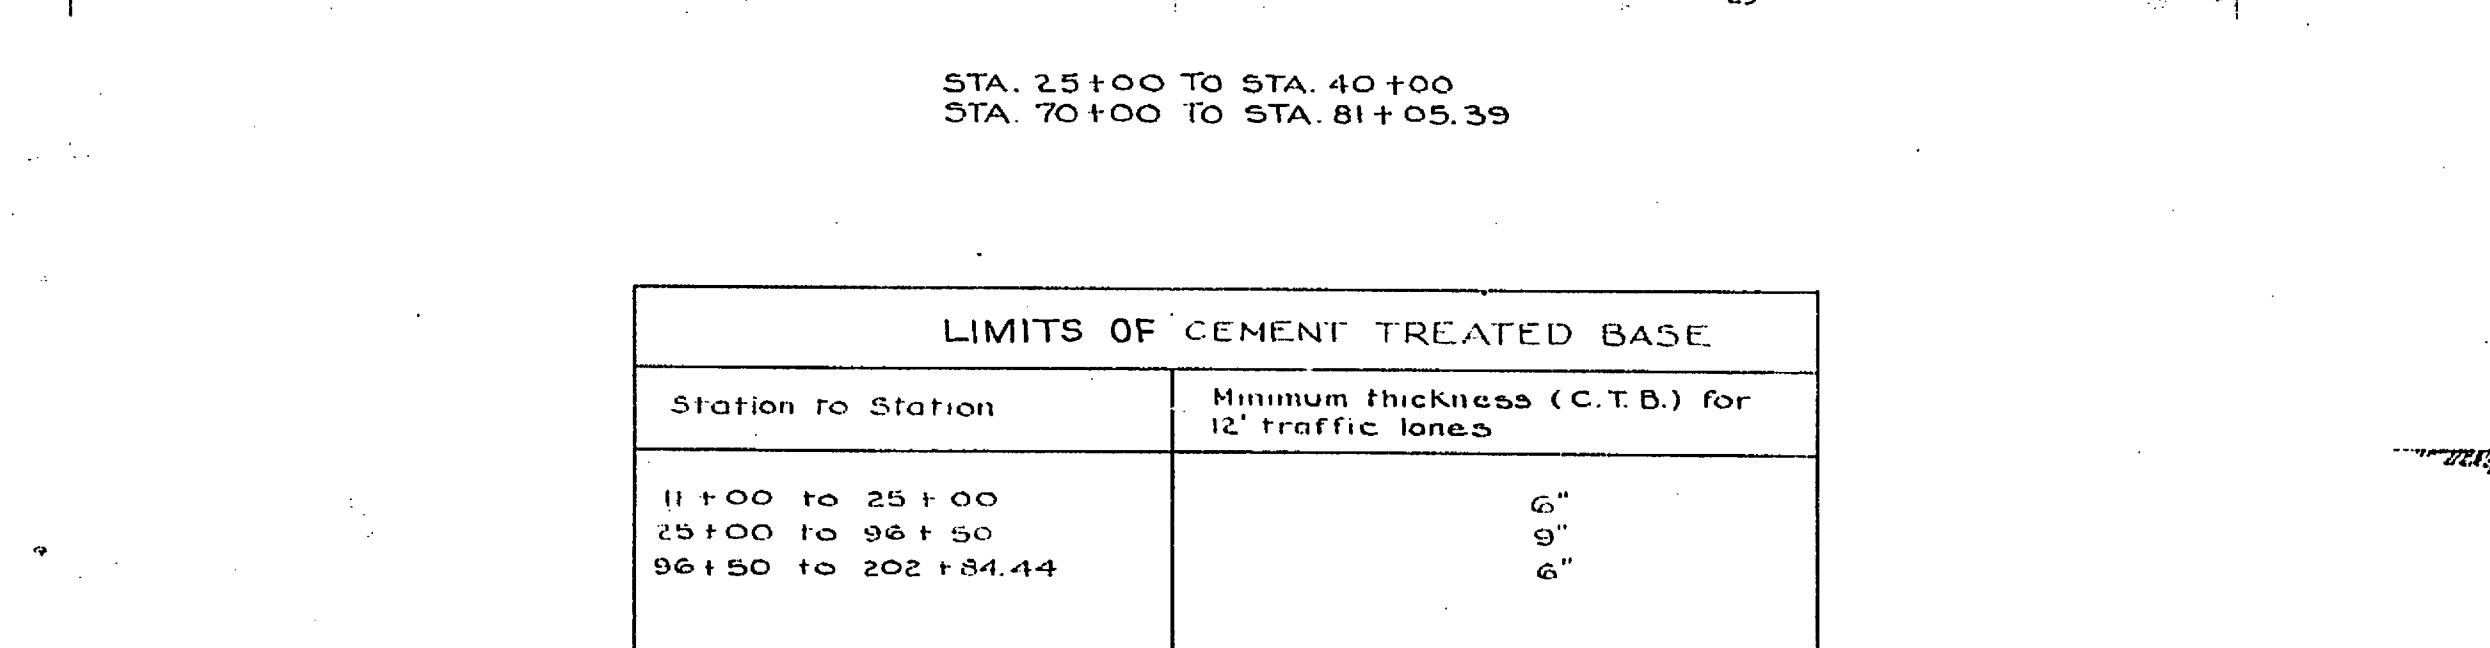 STA. 25+00 TO STA. 40+00
STA. 70+00 TO STA. 81+05.39
LIMITS OF CEMENT TREATED BASE
Station to Station
Minimum thickness (C.T.B.) for
12' traffic lanes
11+00 to 25+00 6"
25+00 to 96+50 9"
96+50 to 202+84.44 6"